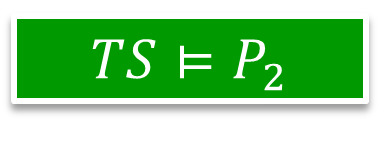 TS ⊨ P₂